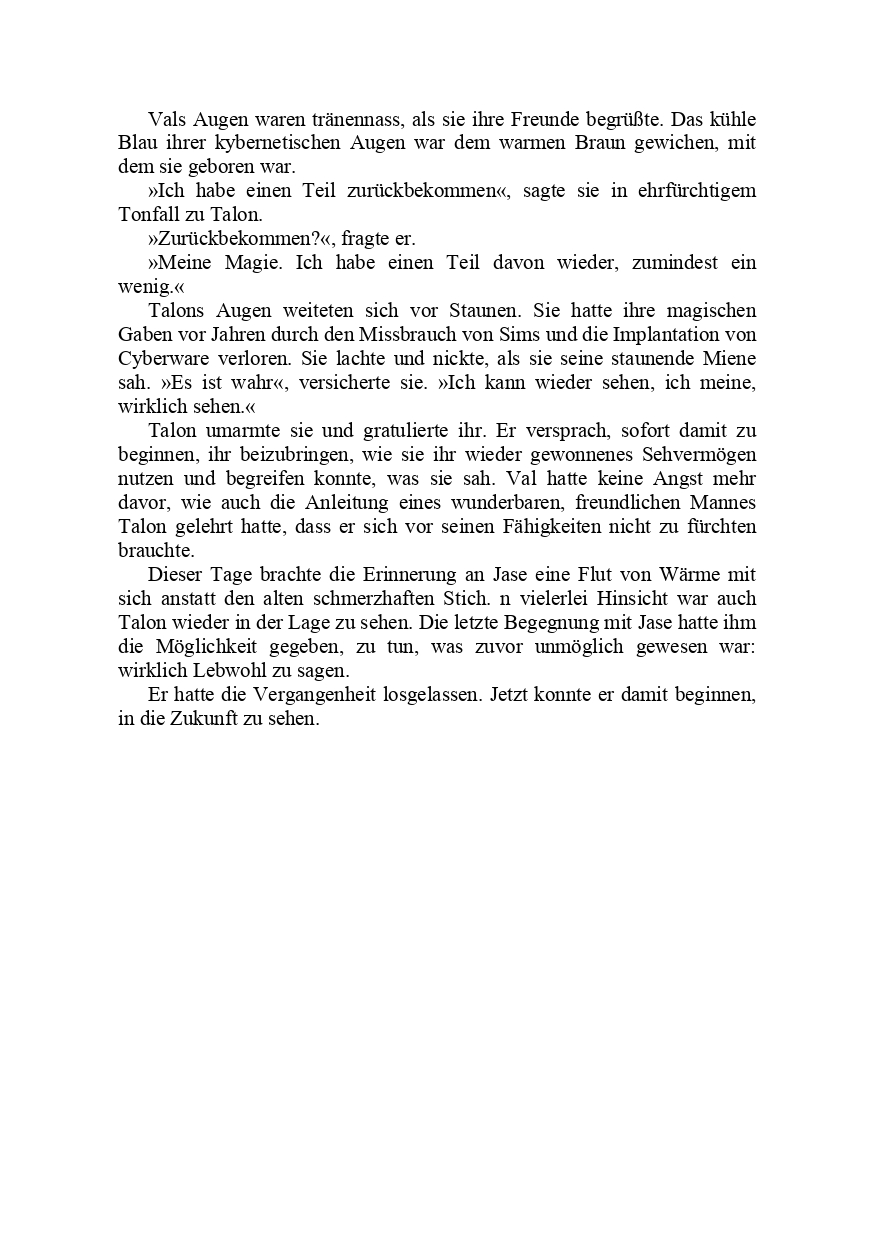 Vals Augen waren tränennass, als sie ihre Freunde begrüßte. Das kühle
Blau ihrer kybernetischen Augen war dem warmen Braun gewichen, mit
dem sie geboren war.
»Ich habe einen Teil zurückbekommen«, sagte sie in ehrfürchtigem
Tonfall zu Talon.
»Zurückbekommen?«, fragte er.
»Meine Magie. Ich habe einen Teil davon wieder, zumindest ein
wenig.«
Talons Augen weiteten sich vor Staunen. Sie hatte ihre magischen
Gaben vor Jahren durch den Missbrauch von Sims und die Implantation von
Cyberware verloren. Sie lachte und nickte, als sie seine staunende Miene
sah. »Es ist wahr«, versicherte sie. »Ich kann wieder sehen, ich meine,
wirklich sehen.«
Talon umarmte sie und gratulierte ihr. Er versprach, sofort damit zu
beginnen, ihr beizubringen, wie sie ihr wieder gewonnenes Sehvermögen
nutzen und begreifen konnte, was sie sah. Val hatte keine Angst mehr
davor, wie auch die Anleitung eines wunderbaren, freundlichen Mannes
Talon gelehrt hatte, dass er sich vor seinen Fähigkeiten nicht zu fürchten
brauchte.
Dieser Tage brachte die Erinnerung an Jase eine Flut von Wärme mit
sich anstatt den alten schmerzhaften Stich. n vielerlei Hinsicht war auch
Talon wieder in der Lage zu sehen. Die letzte Begegnung mit Jase hatte ihm
die Möglichkeit gegeben, zu tun, was zuvor unmöglich gewesen war:
wirklich Lebwohl zu sagen.
Er hatte die Vergangenheit losgelassen. Jetzt konnte er damit beginnen,
in die Zukunft zu sehen.